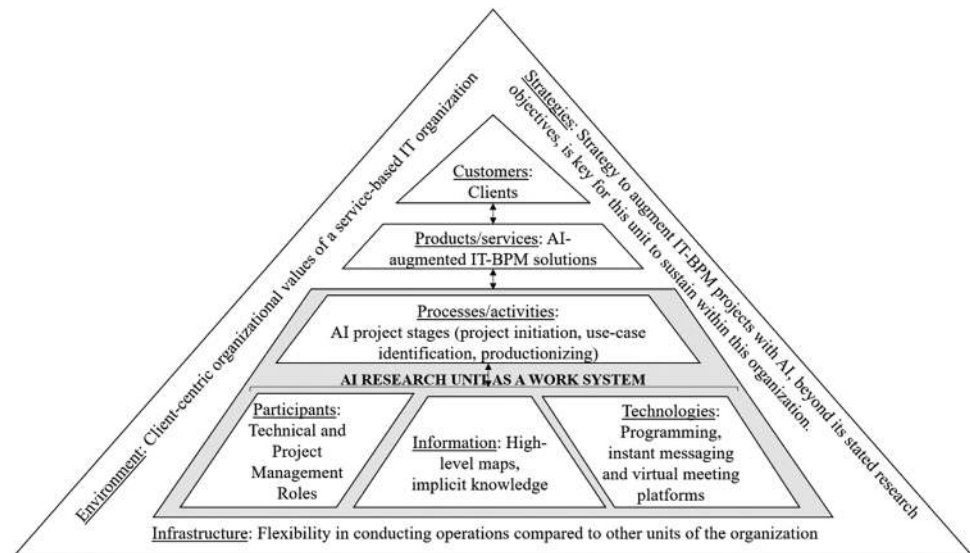 Environment: Client-centric organizational values of a service-based IT organization
Strategies: Strategy to augment IT-BPM projects with AI, beyond its stated research
objectives, is key for this unit to sustain within this organization.
Customers:
Clients
Products/services: AI-
augmented IT-BPM solutions
Processes/activities:
AI project stages (project initiation, use-case
identification, productionizing)
AI RESEARCH UNIT AS A WORK SYSTEM
Participants:
Technical and
Project
Management
Roles
Information: High-
level maps,
implicit knowledge
Technologies:
Programming,
instant messaging
and virtual meeting
platforms
Infrastructure: Flexibility in conducting operations compared to other units of the organization